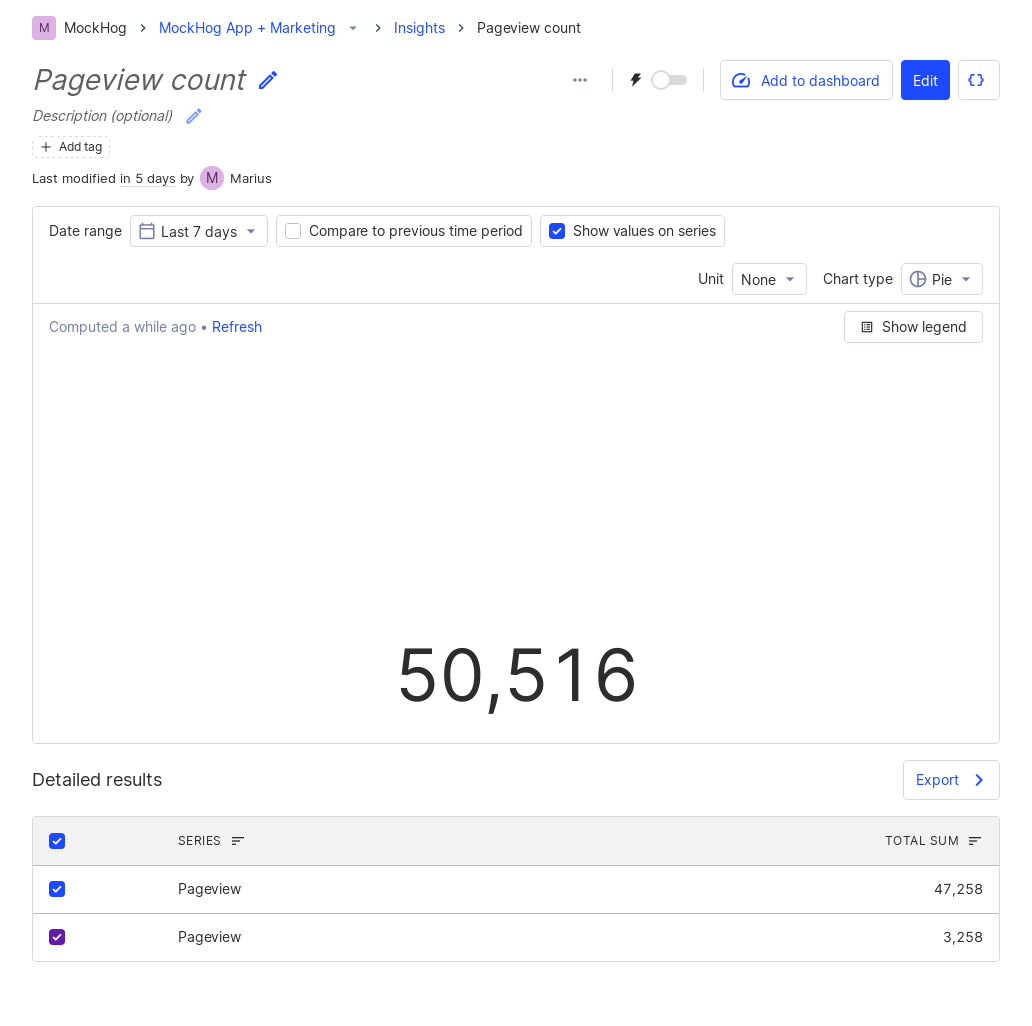 M MockHog MockHog App + Marketing Insights Pageview count
Pageview count
Add to dashboard Edit
Description (optional)
Add tag
Last modified in 5 days by M Marius
Date range Last 7 days Compare to previous time period Show values on series
Unit None Chart type Pie
Computed a while ago • Refresh Show legend
50,516
Detailed results Export
SERIES TOTAL SUM
Pageview 47,258
Pageview 3,258